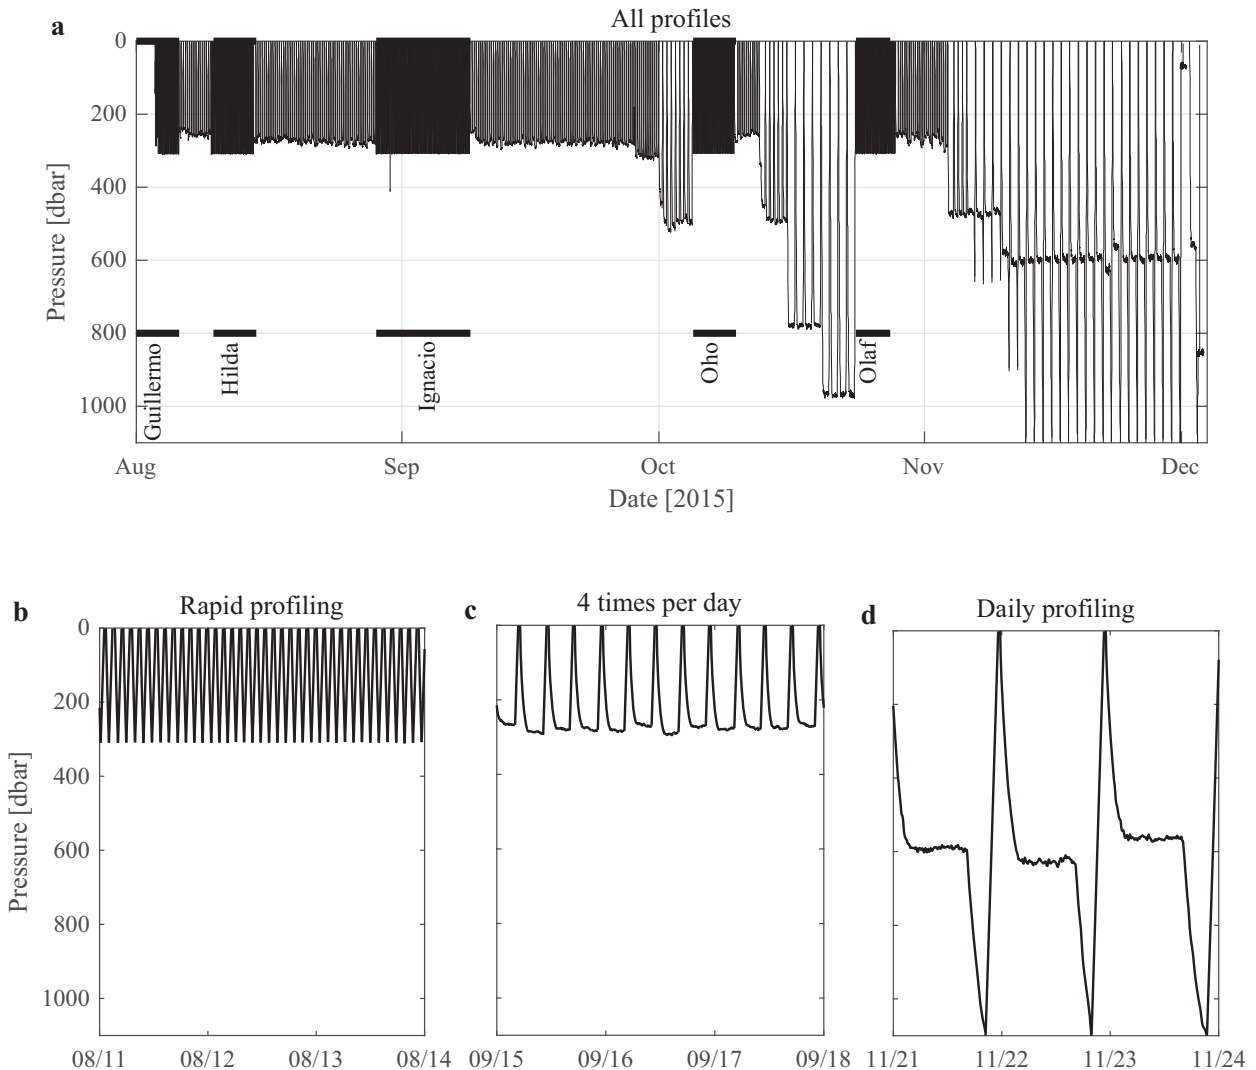 a
All profiles
0
200
400
600
800
1000
Pressure [dbar]
Guillermo
Hilda
Ignacio
Oho
Olaf
Aug
Sep
Oct
Nov
Dec
Date [2015]
b
Rapid profiling
0
200
400
600
800
1000
Pressure [dbar]
08/11
08/12
08/13
08/14
c
4 times per day
09/15
09/16
09/17
09/18
d
Daily profiling
11/21
11/22
11/23
11/24